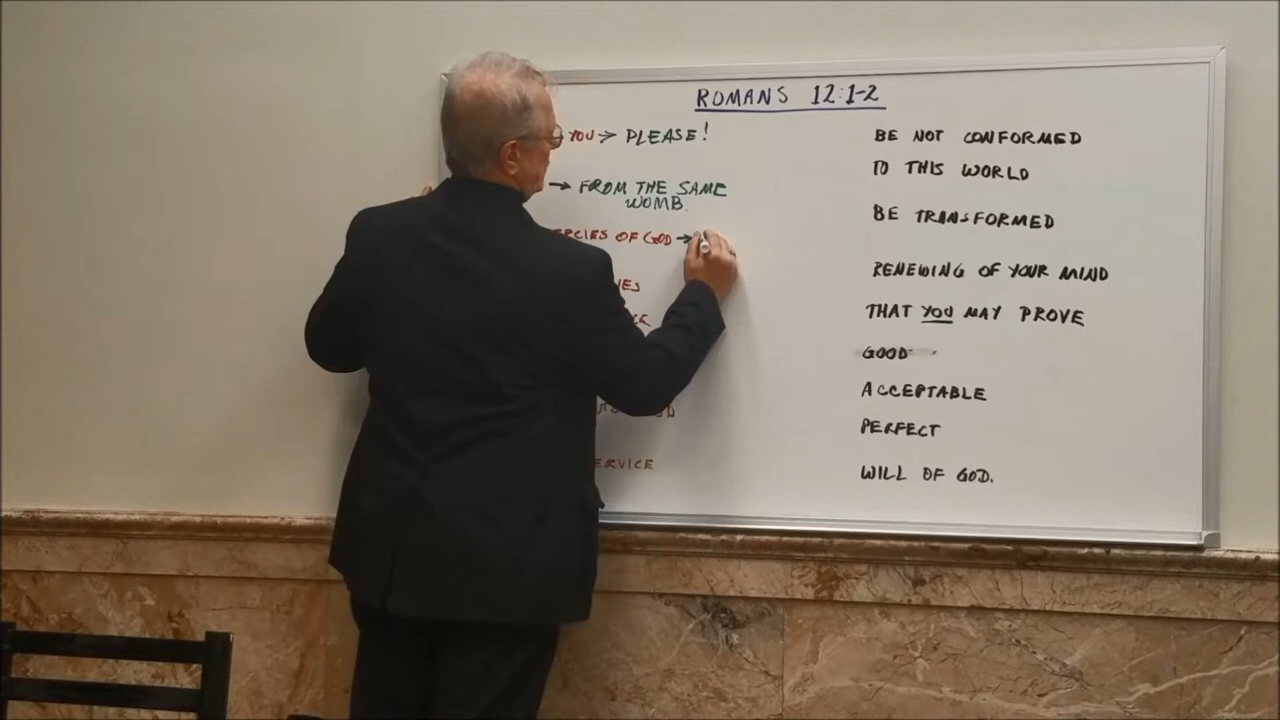 ROMANS 12:1-2
YOU → PLEASE!
→ FROM THE SAME
WOMB.
OF GOD →
SERVICE
BE NOT CONFORMED
TO THIS WORLD
BE TRANSFORMED
RENEWING OF YOUR MIND
THAT YOU MAY PROVE
GOOD
ACCEPTABLE
PERFECT
WILL OF GOD.